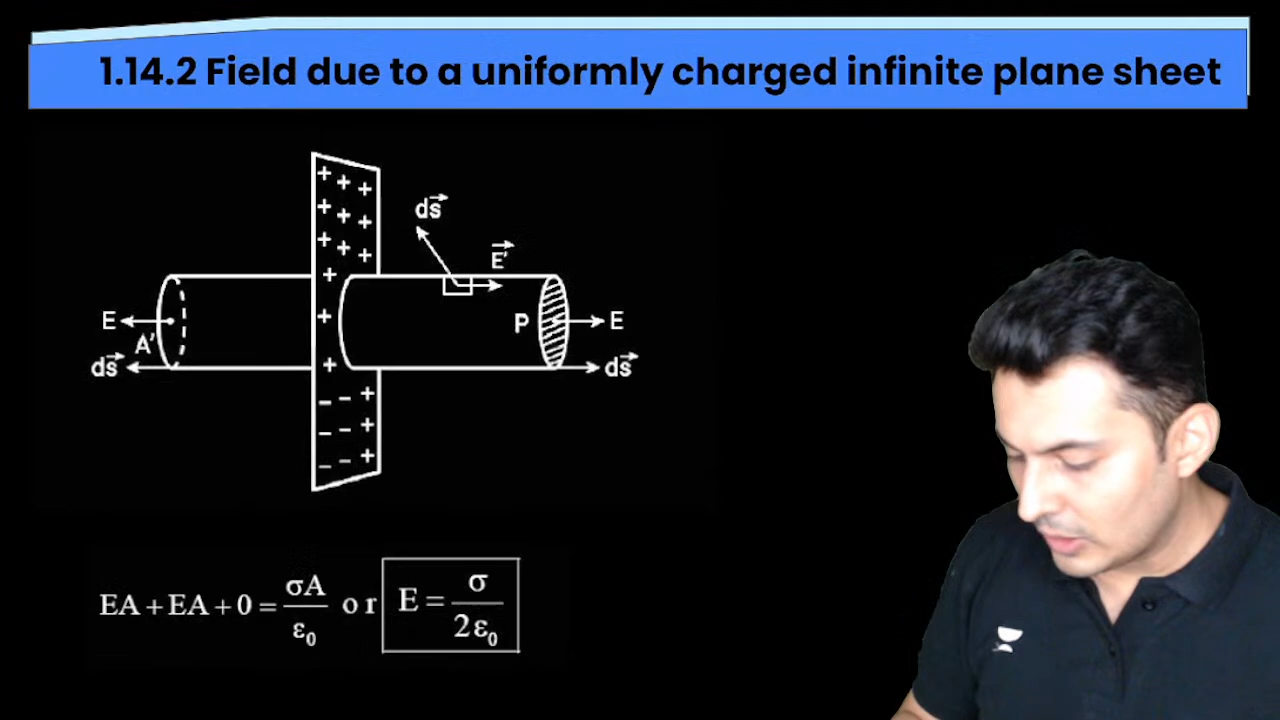 1.14.2 Field due to a uniformly charged infinite plane sheet
+ + +
+ + +
+ + +
+
+
+
– – +
– – +
– – +
ds⃗
E⃗'
E
A'
ds⃗
P
E
ds⃗
EA + EA + 0 = σA/ε₀ or E = σ/2ε₀